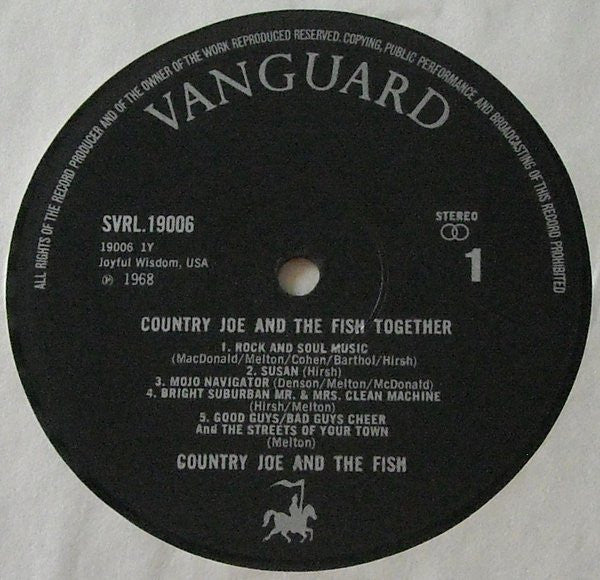 ALL RIGHTS OF THE RECORD PRODUCER AND OF THE OWNER OF THE WORK REPRODUCED RESERVED. COPYING, PUBLIC PERFORMANCE AND BROADCASTING OF THIS RECORD PROHIBITED
VANGUARD
SVRL.19006
19006 1Y
Joyful Wisdom, USA
℗ 1968
STEREO
1
COUNTRY JOE AND THE FISH TOGETHER
1. ROCK AND SOUL MUSIC
(MacDonald/Melton/Cohen/Barthol/Hirsh)
2. SUSAN (Hirsh)
3. MOJO NAVIGATOR (Denson/Melton/McDonald)
4. BRIGHT SUBURBAN MR. & MRS. CLEAN MACHINE
(Hirsh/Melton)
5. GOOD GUYS/BAD GUYS CHEER
And THE STREETS OF YOUR TOWN
(Melton)
COUNTRY JOE AND THE FISH